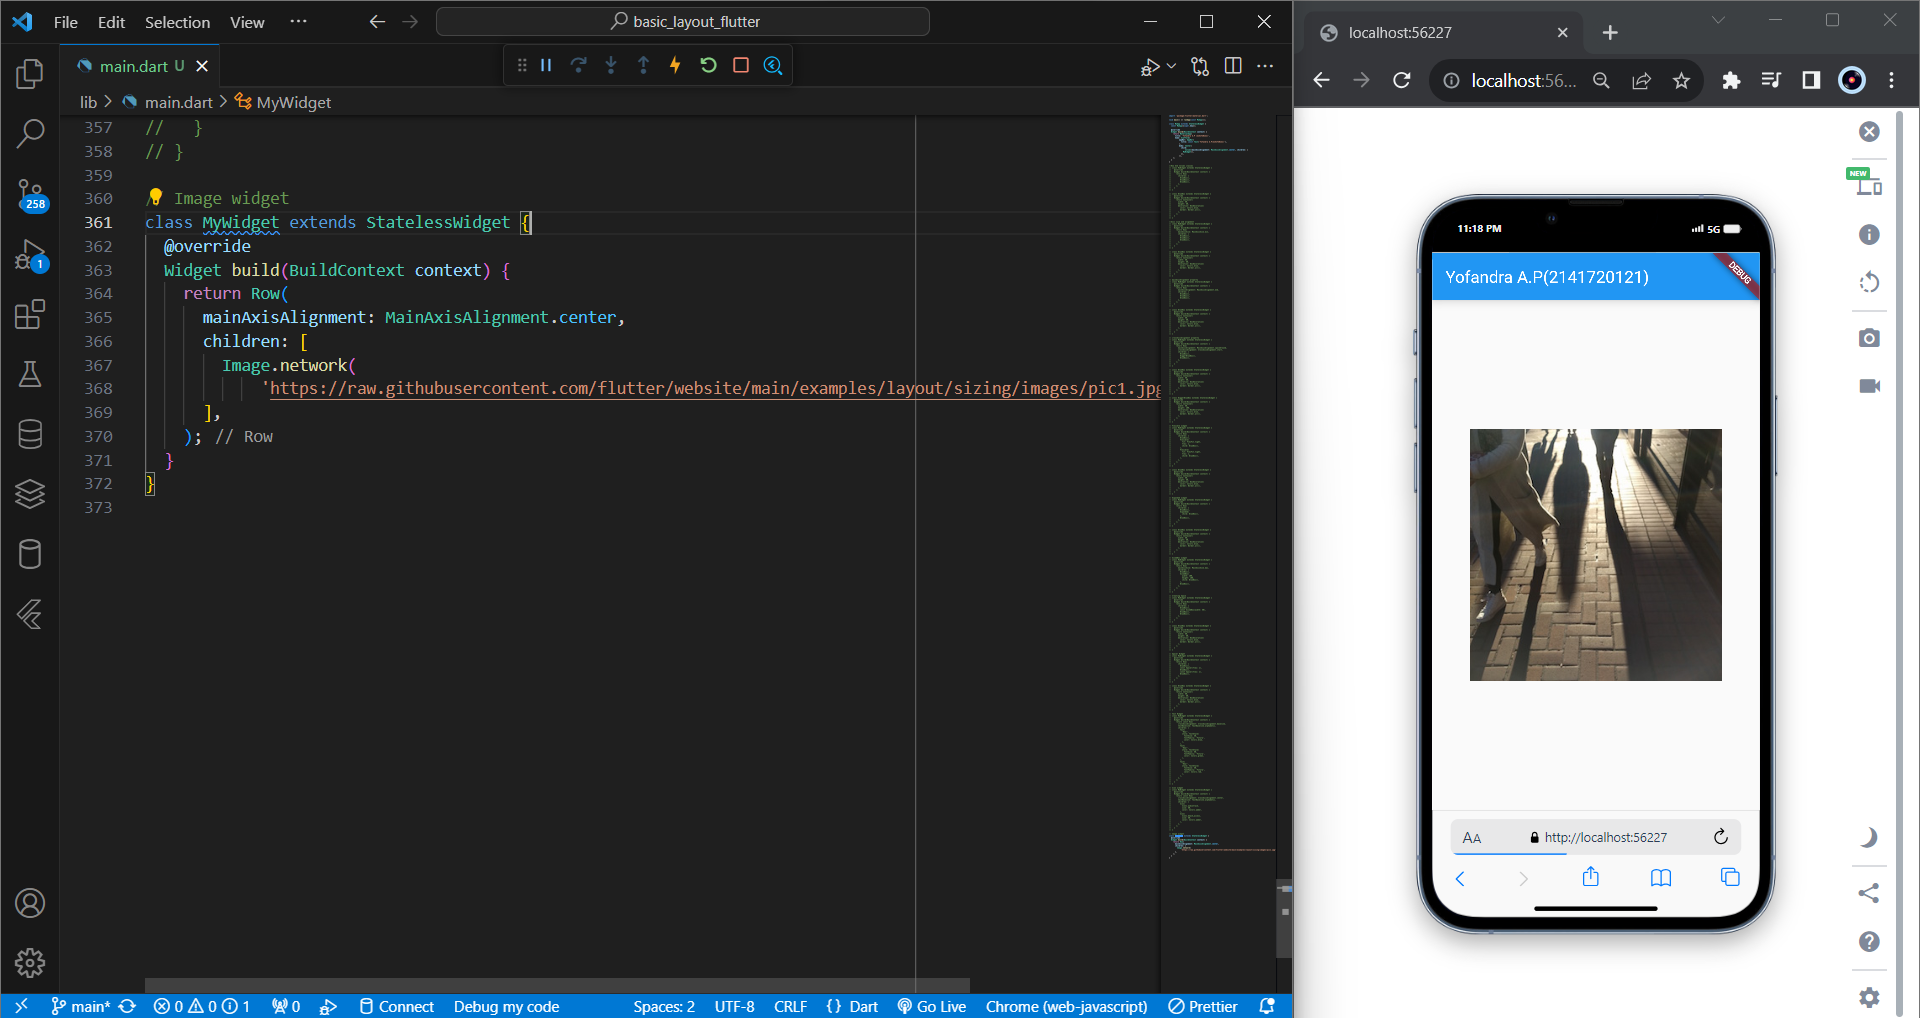 File Edit Selection View ···
basic_layout_flutter
main.dart U
lib > main.dart > MyWidget
357 //   }
358 // }
359
360 Image widget
361 class MyWidget extends StatelessWidget {
362   @override
363   Widget build(BuildContext context) {
364     return Row(
365       mainAxisAlignment: MainAxisAlignment.center,
366       children: [
367         Image.network(
368             'https://raw.githubusercontent.com/flutter/website/main/examples/layout/sizing/images/pic1.jpg
369       ],
370     ); // Row
371   }
372 }
373
258
1
main* 0 0 1 0 Connect Debug my code Spaces: 2 UTF-8 CRLF {} Dart Go Live Chrome (web-javascript) Prettier
localhost:56227
localhost:56...
NEW
11:18 PM 5G
Yofandra A.P(2141720121)
DEBUG
AA http://localhost:56227